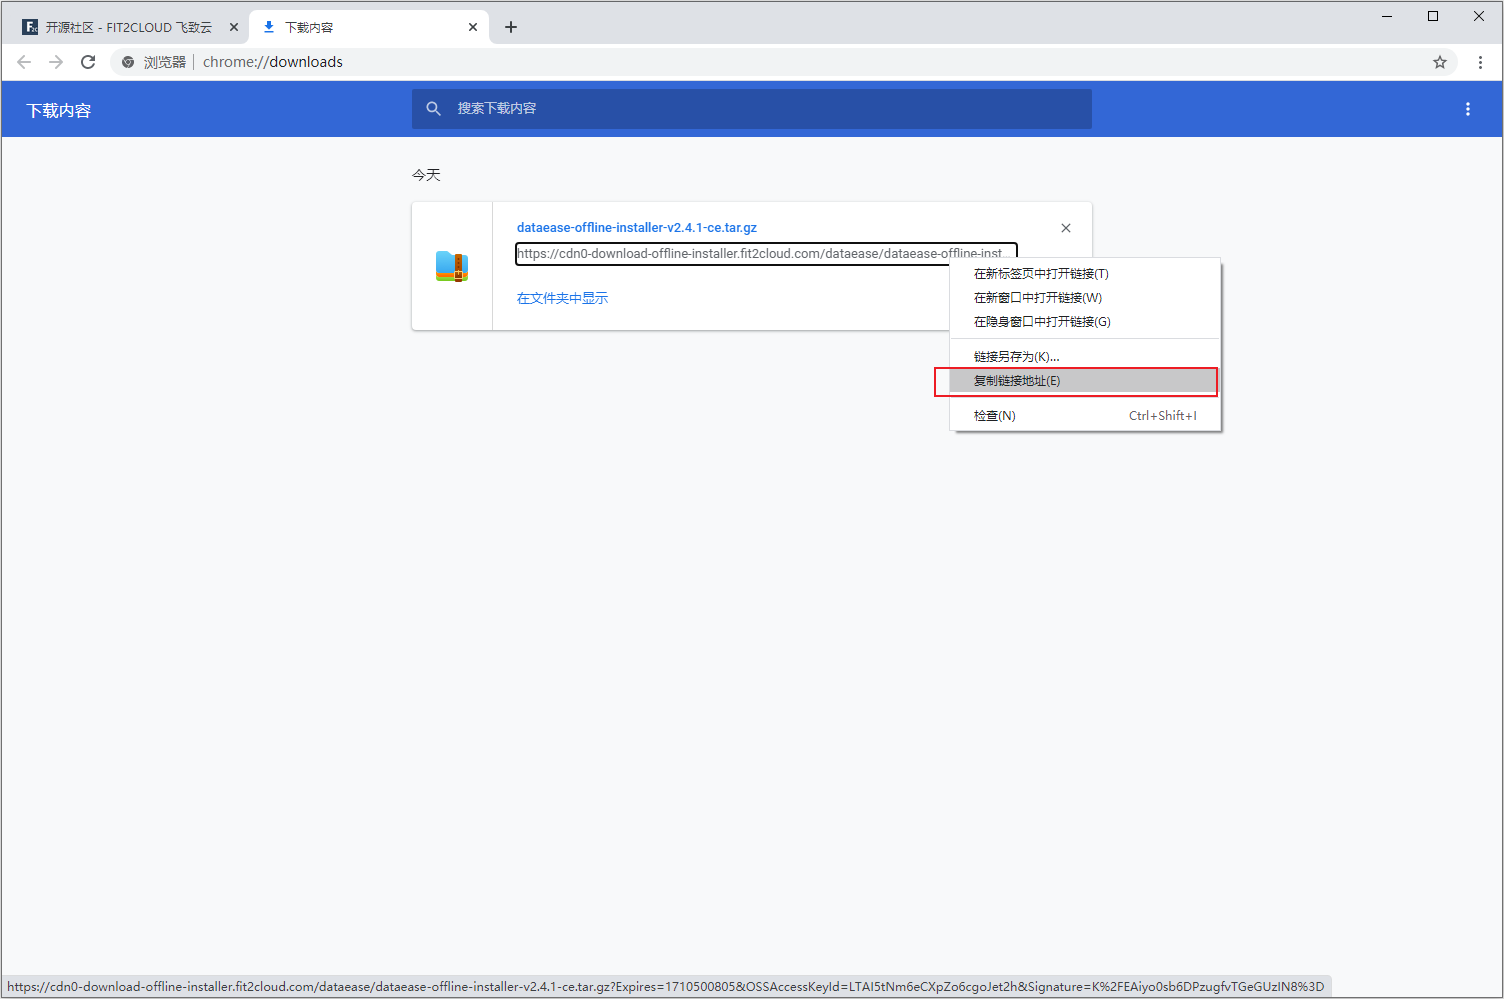 开源社区 - FIT2CLOUD 飞致云
下载内容
浏览器 chrome://downloads
下载内容
搜索下载内容
今天
dataease-offline-installer-v2.4.1-ce.tar.gz
https://cdn0-download-offline-installer.fit2cloud.com/dataease/dataease-offline-inst...
在文件夹中显示
在新标签页中打开链接(T)
在新窗口中打开链接(W)
在隐身窗口中打开链接(G)
链接另存为(K)...
复制链接地址(E)
检查(N) Ctrl+Shift+I
https://cdn0-download-offline-installer.fit2cloud.com/dataease/dataease-offline-installer-v2.4.1-ce.tar.gz?Expires=1710500805&OSSAccessKeyId=LTAI5tNm6eCXpZo6cgoJet2h&Signature=K%2FEAiyo0sb6DPzugfvTGeGUzIN8%3D